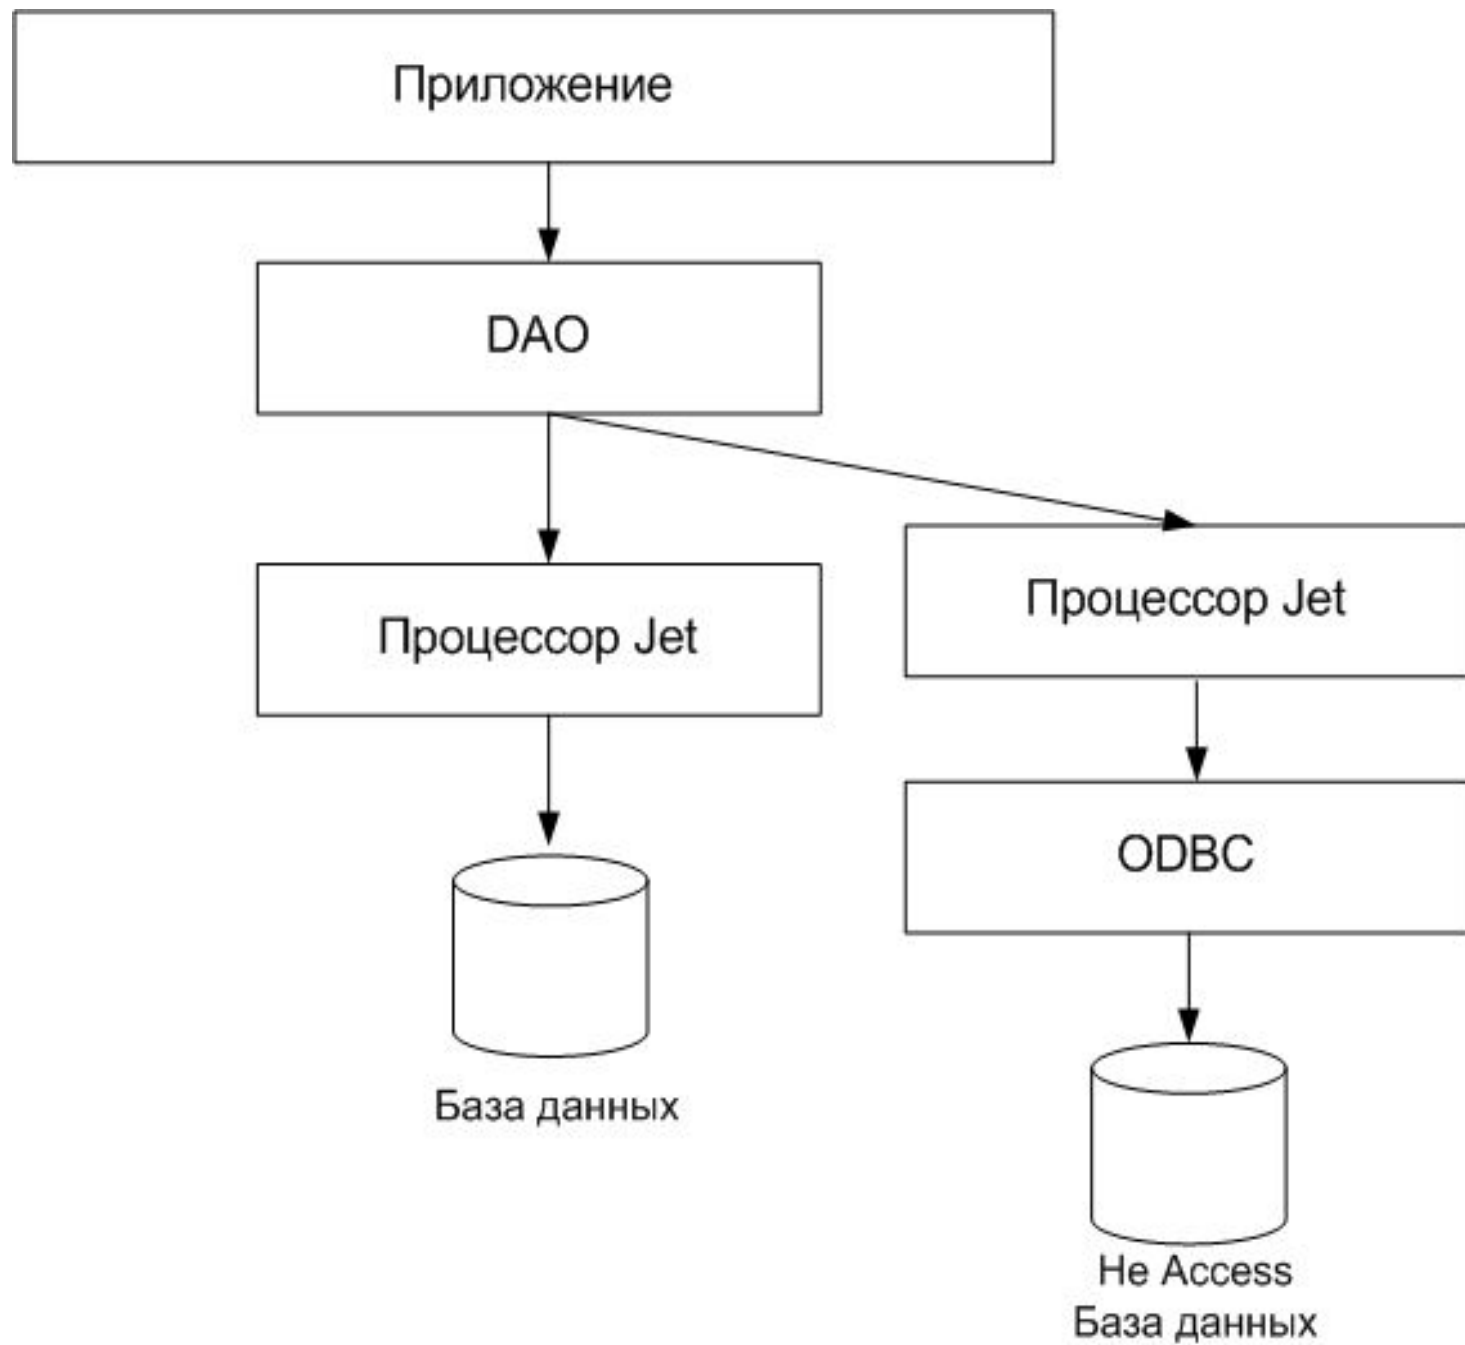 Приложение
DAO
Процессор Jet
Процессор Jet
ODBC
База данных
Не Access
База данных